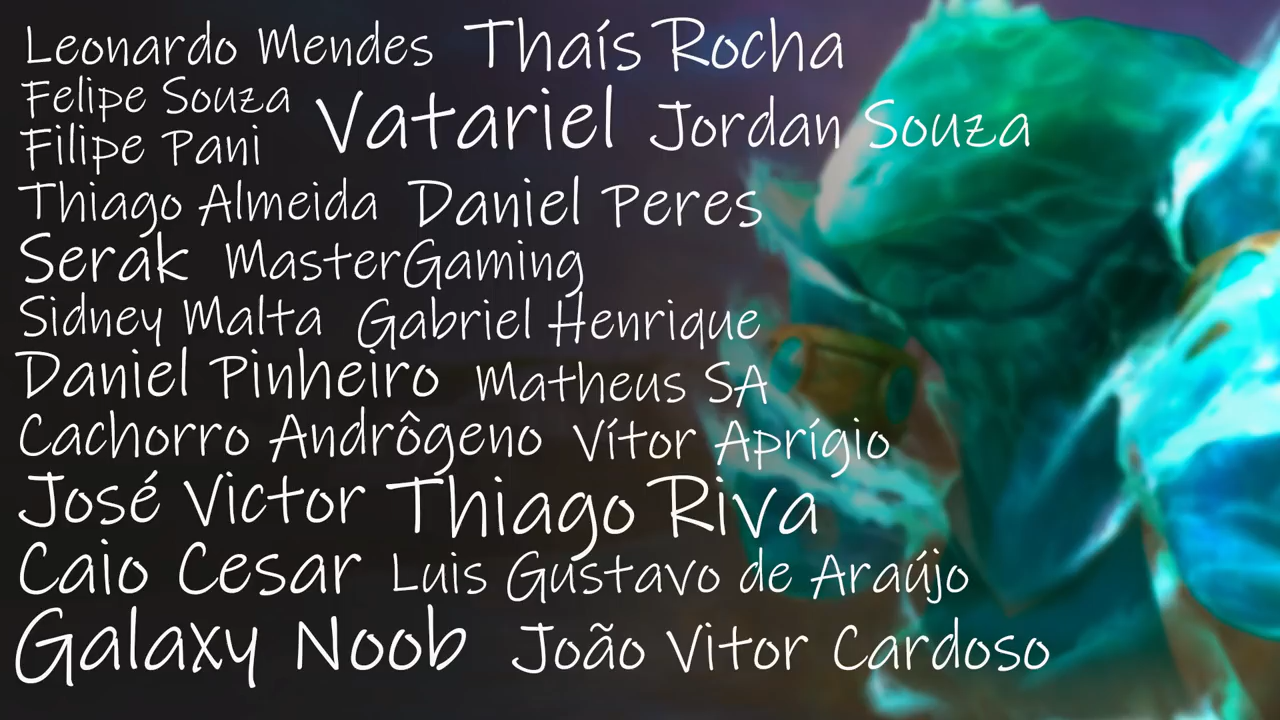 Leonardo Mendes Thaís Rocha
Felipe Souza
Filipe Pani
Vatariel Jordan Souza
Thiago Almeida Daniel Peres
Serak MasterGaming
Sidney Malta Gabriel Henrique
Daniel Pinheiro Matheus SA
Cachorro Andrôgeno Vítor Aprígio
José Victor Thiago Riva
Caio Cesar Luis Gustavo de Araújo
Galaxy Noob João Vitor Cardoso